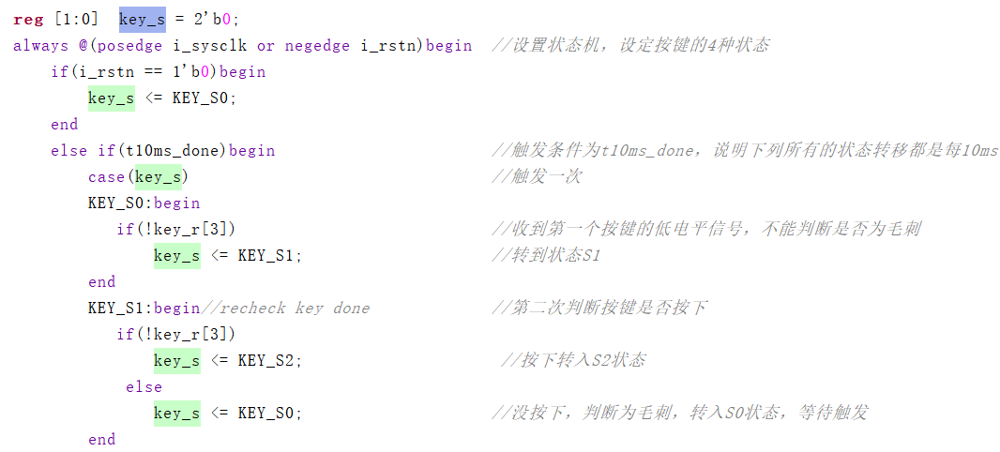 reg [1:0]  key_s = 2'b0;
always @(posedge i_sysclk or negedge i_rstn)begin  //设置状态机，设定按键的4种状态
    if(i_rstn == 1'b0)begin
        key_s <= KEY_S0;
    end
    else if(t10ms_done)begin                       //触发条件为t10ms_done，说明下列所有的状态转移都是每10ms
        case(key_s)                                //触发一次
        KEY_S0:begin
           if(!key_r[3])                           //收到第一个按键的低电平信号，不能判断是否为毛刺
               key_s <= KEY_S1;                    //转到状态S1
        end
        KEY_S1:begin//recheck key done             //第二次判断按键是否按下
           if(!key_r[3])
               key_s <= KEY_S2;                     //按下转入S2状态
            else
               key_s <= KEY_S0;                    //没按下，判断为毛刺，转入S0状态，等待触发
        end